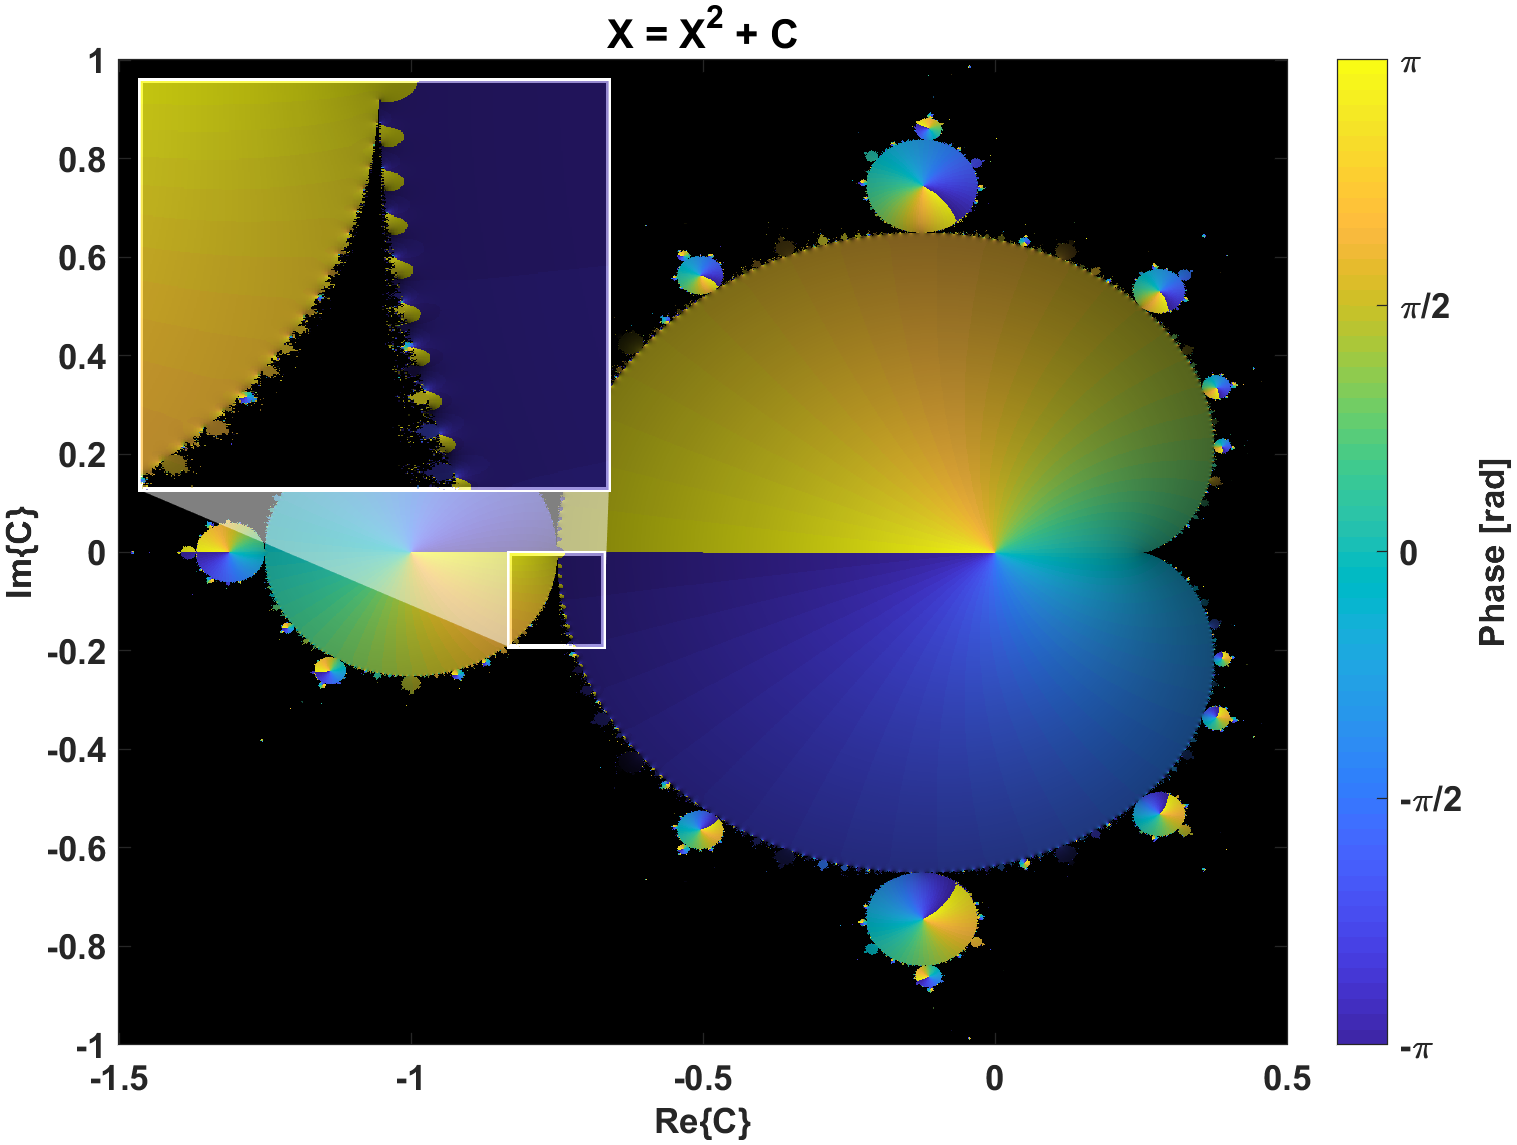 X = X² + C
1
0.8
0.6
0.4
0.2
0
-0.2
-0.4
-0.6
-0.8
-1
Im{C}
-1.5 -1 -0.5 0 0.5
Re{C}
π
π/2
0
-π/2
-π
Phase [rad]